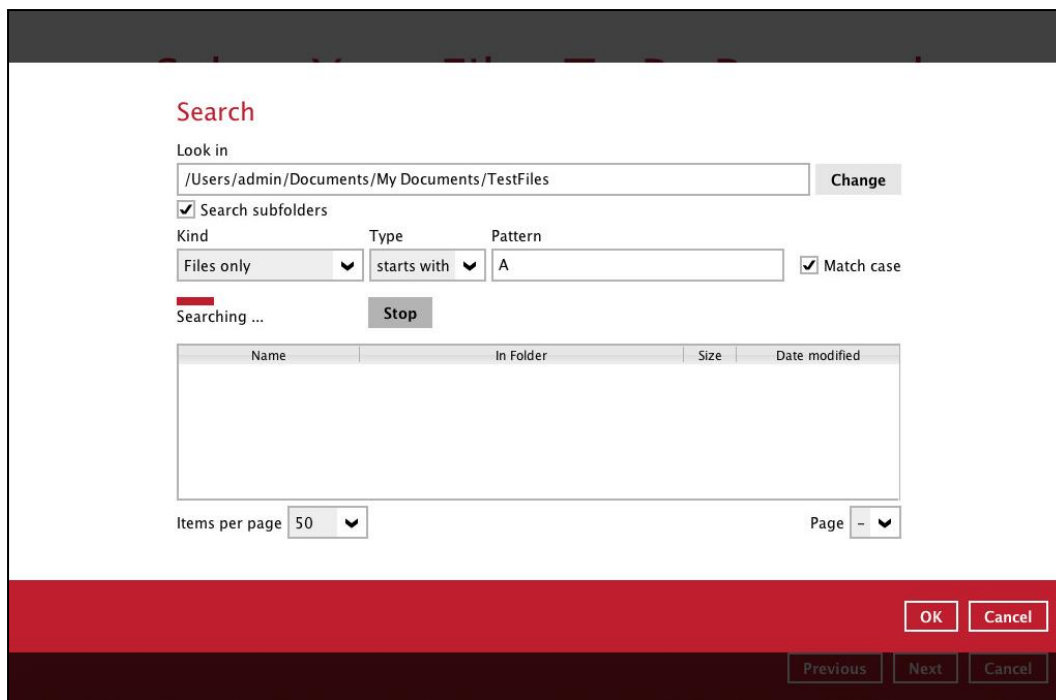 Search
Look in
/Users/admin/Documents/My Documents/TestFiles Change
Search subfolders
Kind Type Pattern
Files only starts with A Match case
Searching ... Stop
Name In Folder Size Date modified
Items per page 50 Page -
OK Cancel
Previous Next Cancel